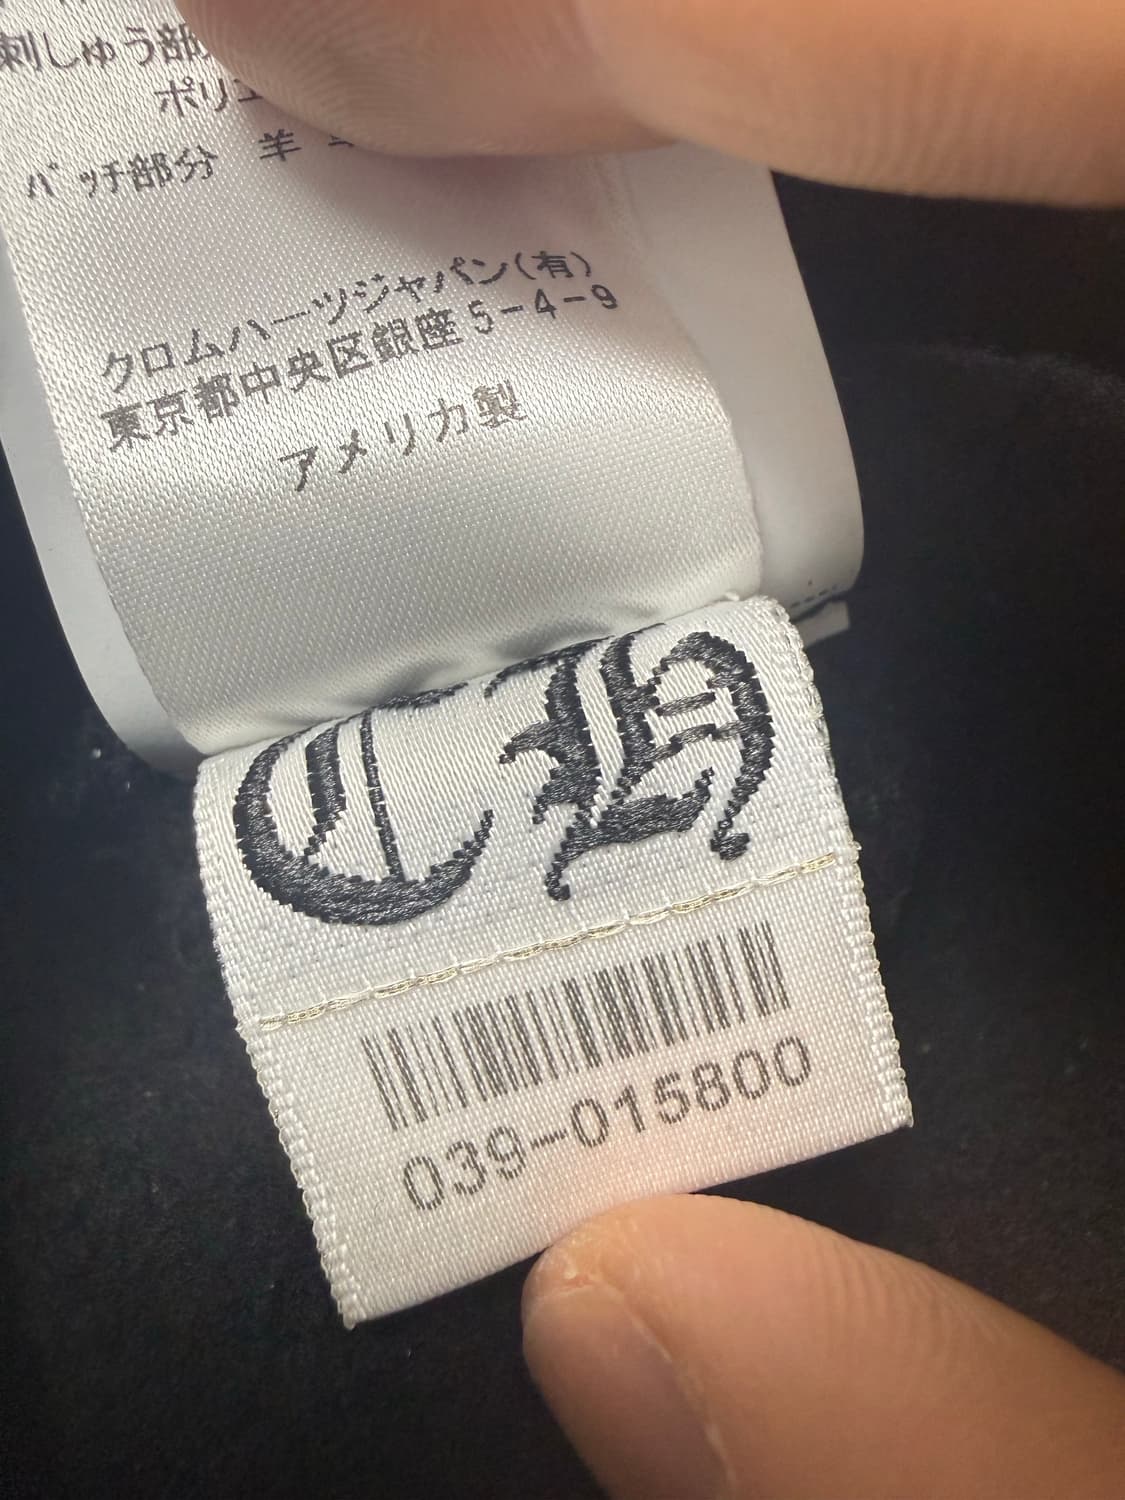 刺しゅう部
ポリエ
パッチ部分 羊
クロムハーツジャパン(有)
東京都中央区銀座5-4-9
アメリカ製
CH
039-015800